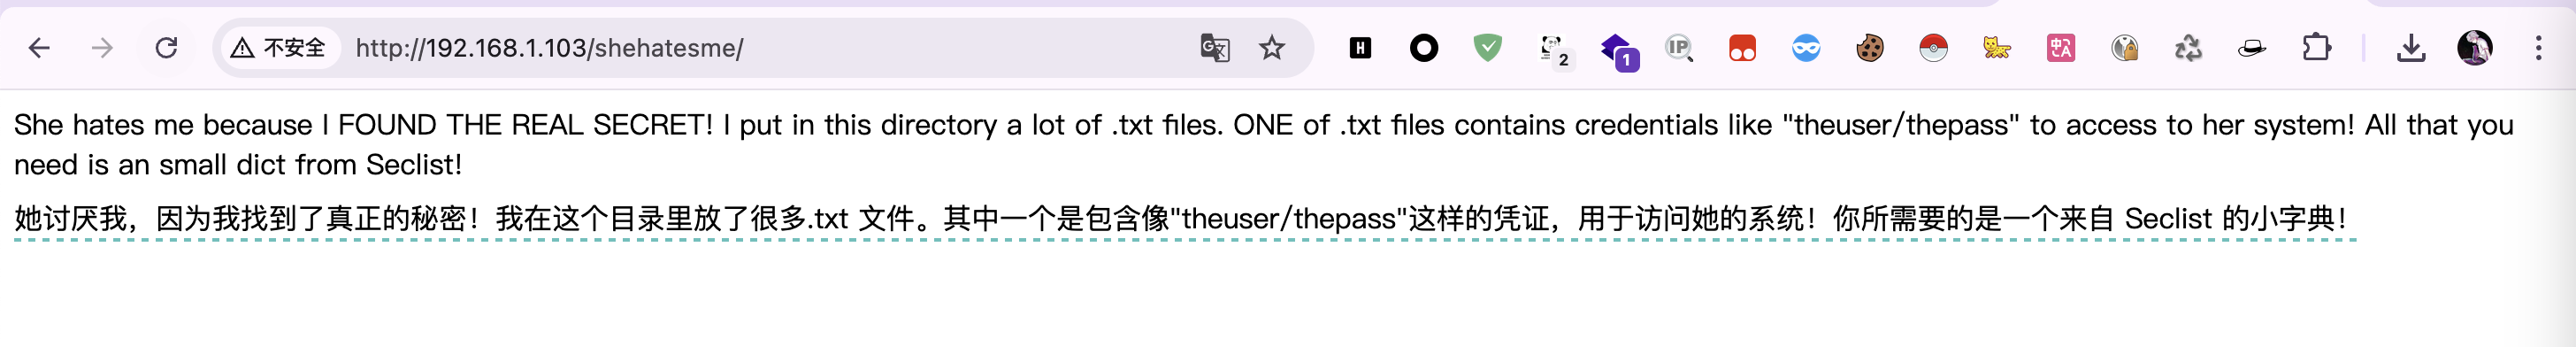 不安全 http://192.168.1.103/shehatesme/ 2 1
She hates me because I FOUND THE REAL SECRET! I put in this directory a lot of .txt files. ONE of .txt files contains credentials like "theuser/thepass" to access to her system! All that you
need is an small dict from Seclist!
她讨厌我，因为我找到了真正的秘密！我在这个目录里放了很多.txt 文件。其中一个是包含像"theuser/thepass"这样的凭证，用于访问她的系统！你所需要的是一个来自 Seclist 的小字典！